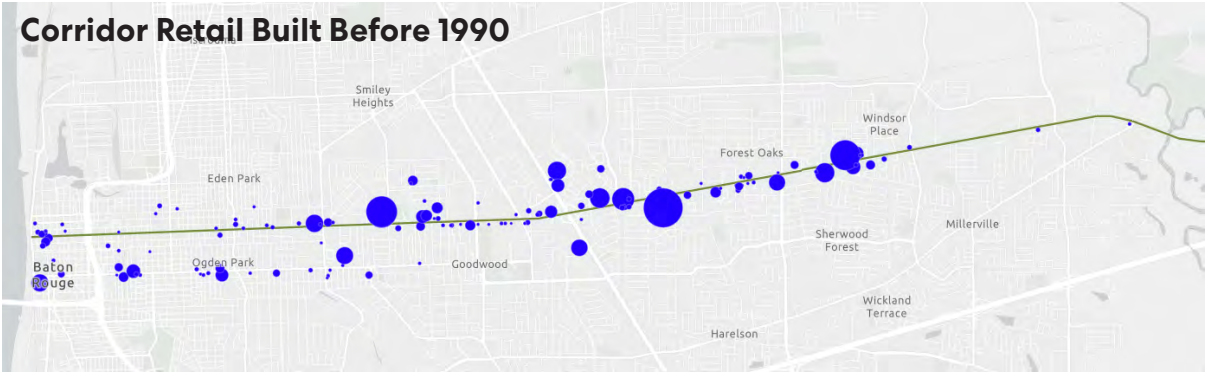 Corridor Retail Built Before 1990
Istrouma
Smiley
Heights
Windsor
Place
Forest Oaks
Eden Park
Millerville
Sherwood
Forest
Ogden Park
Goodwood
Baton
Rouge
Wickland
Terrace
Harelson